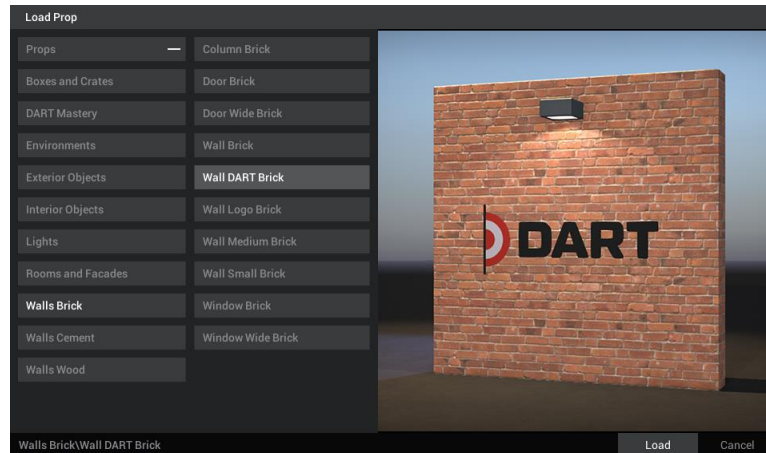 Load Prop
Props
Boxes and Crates
DART Mastery
Environments
Exterior Objects
Interior Objects
Lights
Rooms and Facades
Walls Brick
Walls Cement
Walls Wood
Column Brick
Door Brick
Door Wide Brick
Wall Brick
Wall DART Brick
Wall Logo Brick
Wall Medium Brick
Wall Small Brick
Window Brick
Window Wide Brick
DART
Walls Brick\Wall DART Brick
Load
Cancel